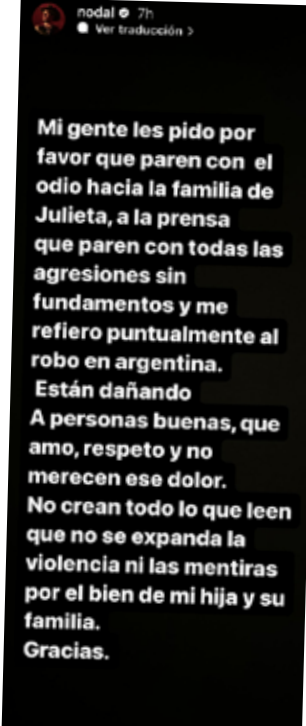 nodal 7h
Ver traducción >
Mi gente les pido por
favor que paren con el
odio hacia la familia de
Julieta, a la prensa
que paren con todas las
agresiones sin
fundamentos y me
refiero puntualmente al
robo en argentina.
Están dañando
A personas buenas, que
amo, respeto y no
merecen ese dolor.
No crean todo lo que leen
que no se expanda la
violencia ni las mentiras
por el bien de mi hija y su
familia.
Gracias.